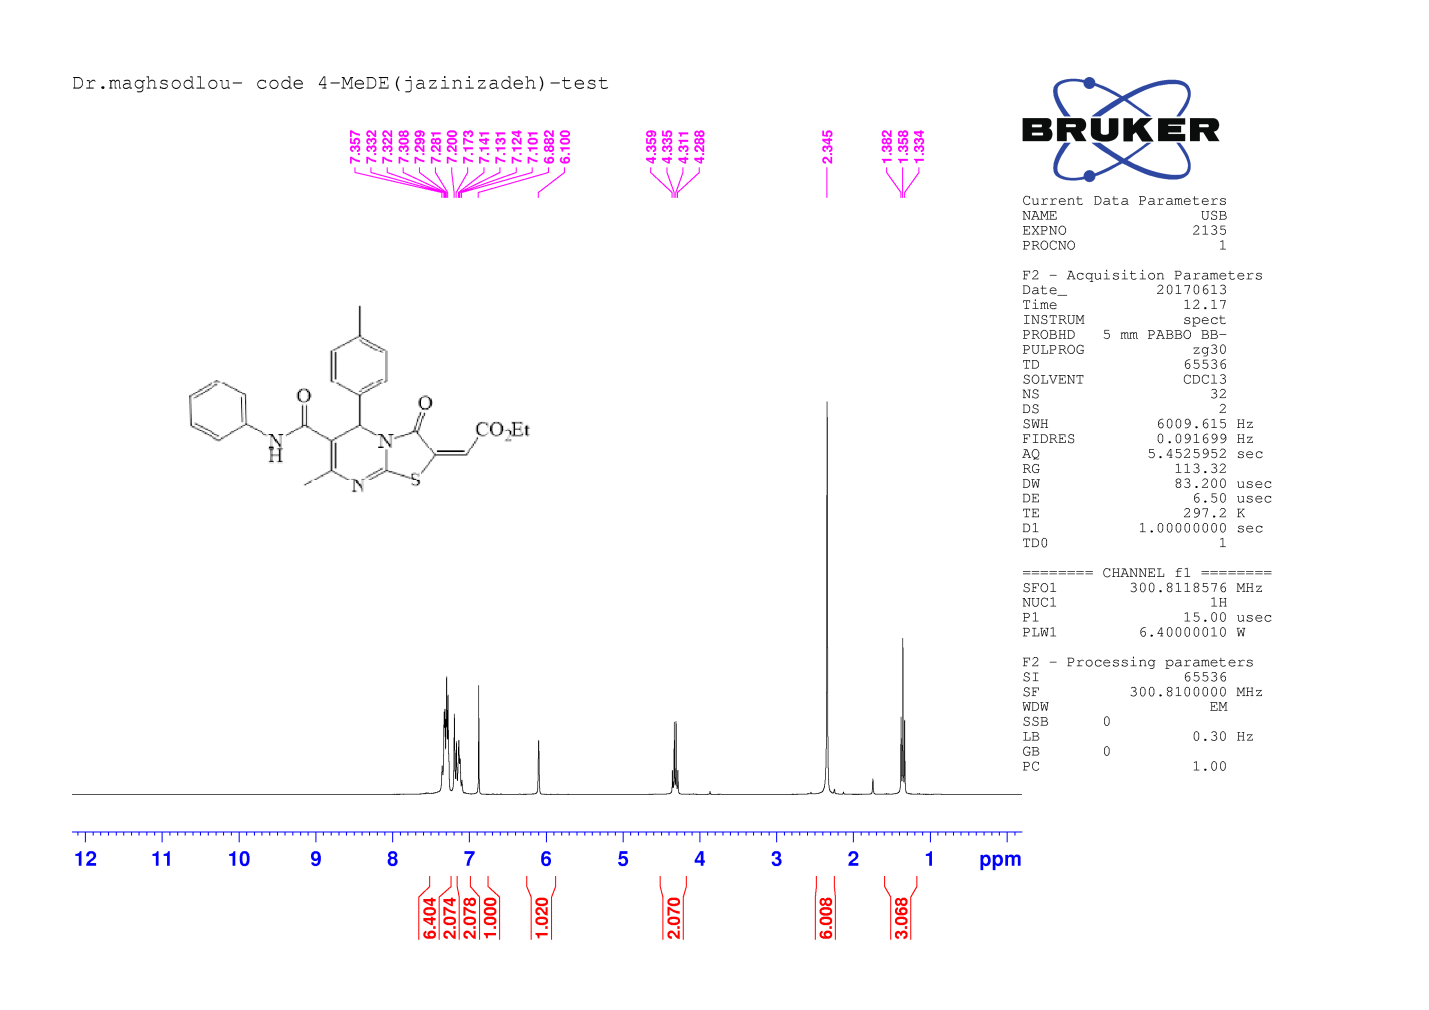 Dr.maghsodlou- code 4-MeDE(jazinizadeh)-test
7.357
7.332
7.322
7.308
7.299
7.281
7.200
7.173
7.141
7.131
7.124
7.101
6.882
6.100
4.359
4.335
4.311
4.288
2.345
1.382
1.358
1.334
BRUKER
Current Data Parameters
NAME USB
EXPNO 2135
PROCNO 1
F2 - Acquisition Parameters
Date_ 20170613
Time 12.17
INSTRUM spect
PROBHD 5 mm PABBO BB-
PULPROG zg30
TD 65536
SOLVENT CDCl3
NS 32
DS 2
SWH 6009.615 Hz
FIDRES 0.091699 Hz
AQ 5.4525952 sec
RG 113.32
DW 83.200 usec
DE 6.50 usec
TE 297.2 K
D1 1.00000000 sec
TD0 1
======== CHANNEL f1 ========
SFO1 300.8118576 MHz
NUC1 1H
P1 15.00 usec
PLW1 6.40000010 W
F2 - Processing parameters
SI 65536
SF 300.8100000 MHz
WDW EM
SSB 0
LB 0.30 Hz
GB 0
PC 1.00
O
O
N
CO2Et
N
H
N
S
12 11 10 9 8 7 6 5 4 3 2 1 ppm
6.404
2.074
2.078
1.000
1.020
2.070
6.008
3.068